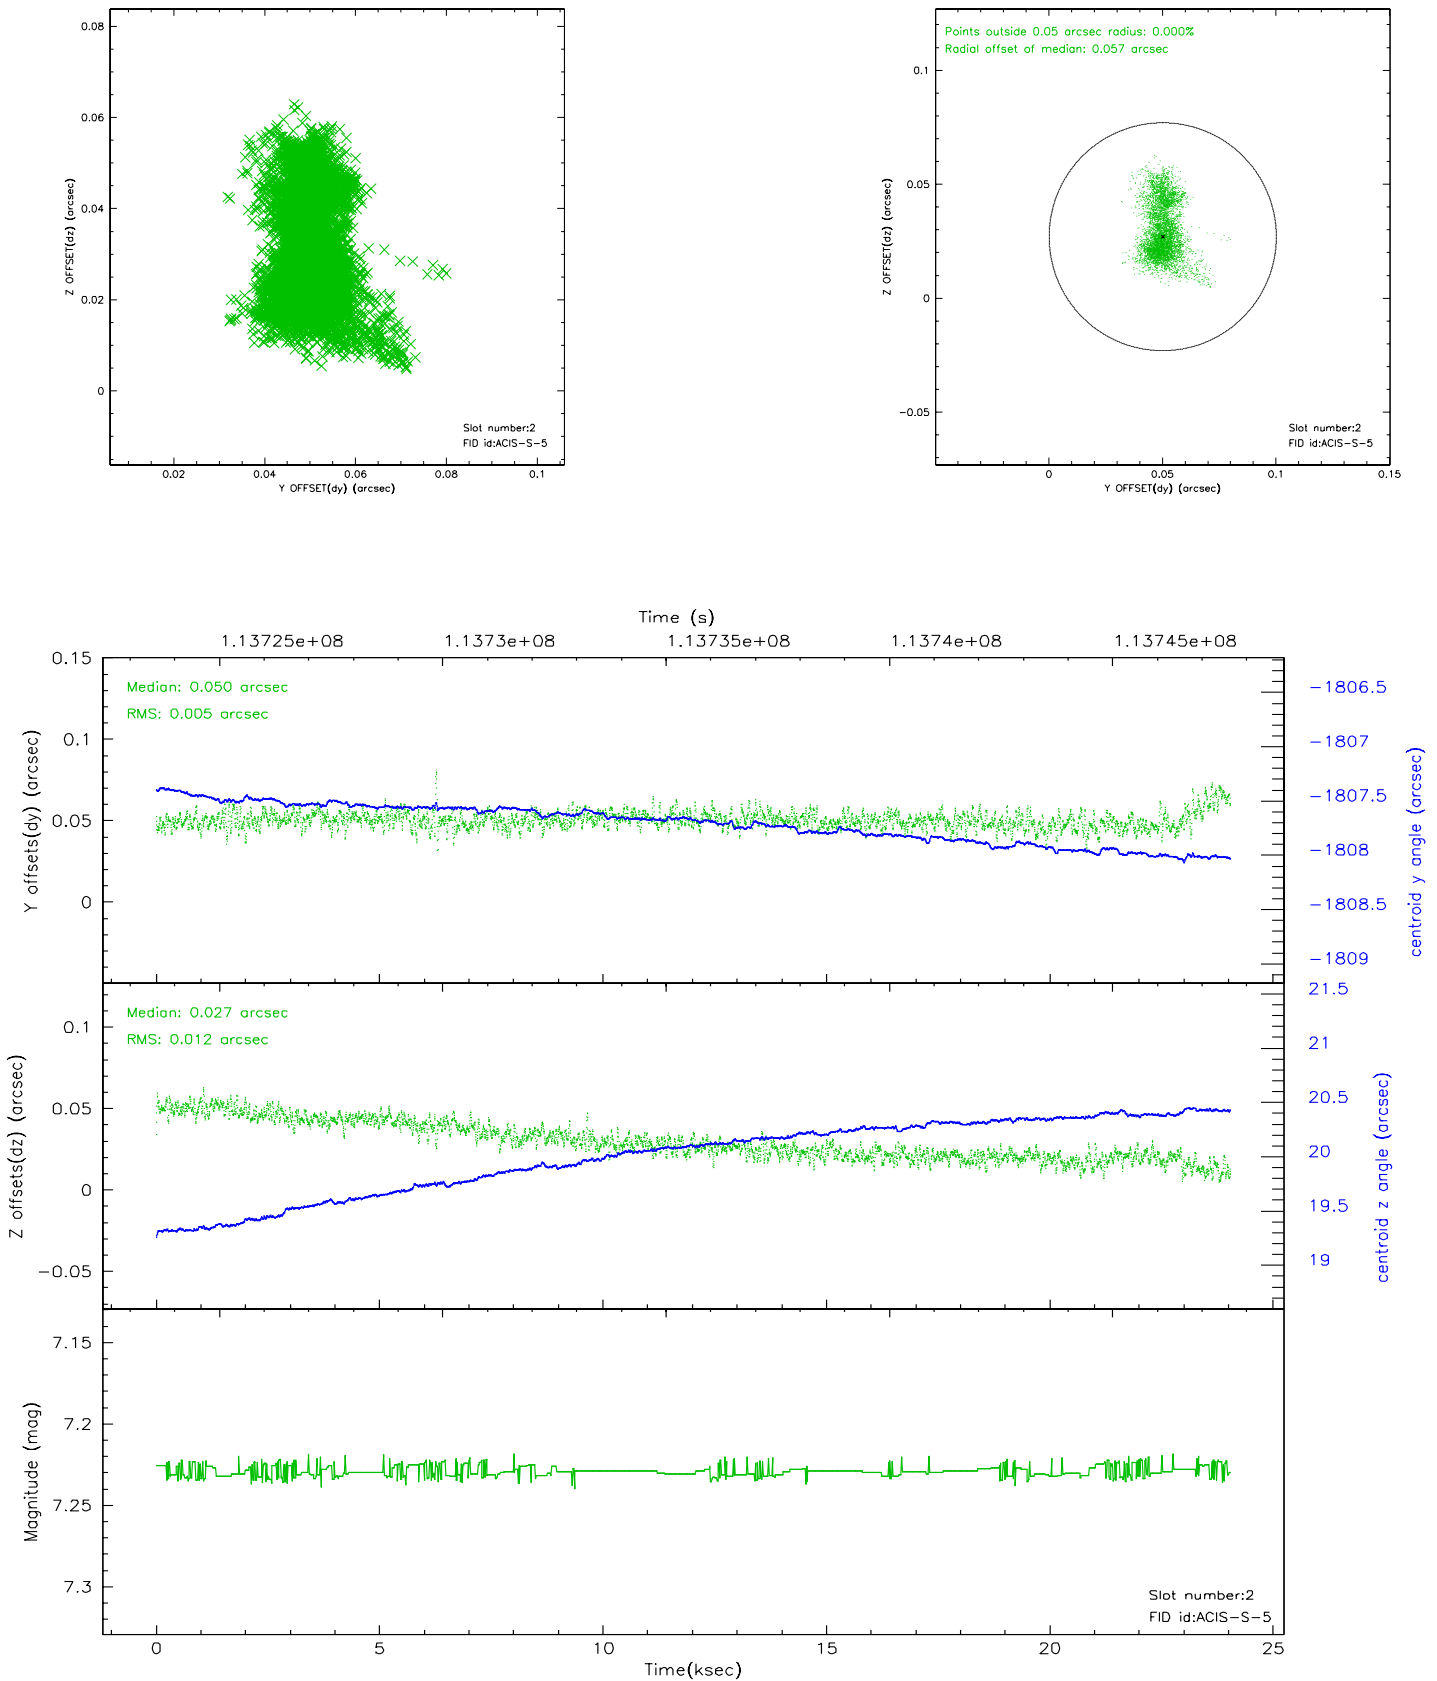 0.08
0.06
0.04
0.02
0
Z OFFSET(dz) (arcsec)
Slot number:2
FID id:ACIS-S-5
0.02 0.04 0.06 0.08 0.1
Y OFFSET(dy) (arcsec)
Points outside 0.05 arcsec radius: 0.000%
Radial offset of median: 0.057 arcsec
0.1
0.05
0
-0.05
Z OFFSET(dz) (arcsec)
Slot number:2
FID id:ACIS-S-5
0 0.05 0.1 0.15
Y OFFSET(dy) (arcsec)
Time (s)
1.13725e+08 1.1373e+08 1.13735e+08 1.1374e+08 1.13745e+08
Median: 0.050 arcsec
RMS: 0.005 arcsec
0.15
0.1
0.05
0
Y offsets(dy) (arcsec)
-1806.5
-1807
-1807.5
-1808
-1808.5
-1809
centroid y angle (arcsec)
Median: 0.027 arcsec
RMS: 0.012 arcsec
0.1
0.05
0
-0.05
Z offsets(dz) (arcsec)
21.5
21
20.5
20
19.5
19
centroid z angle (arcsec)
7.15
7.2
7.25
7.3
Magnitude (mag)
Slot number:2
FID id:ACIS-S-5
0 5 10 15 20 25
Time(ksec)